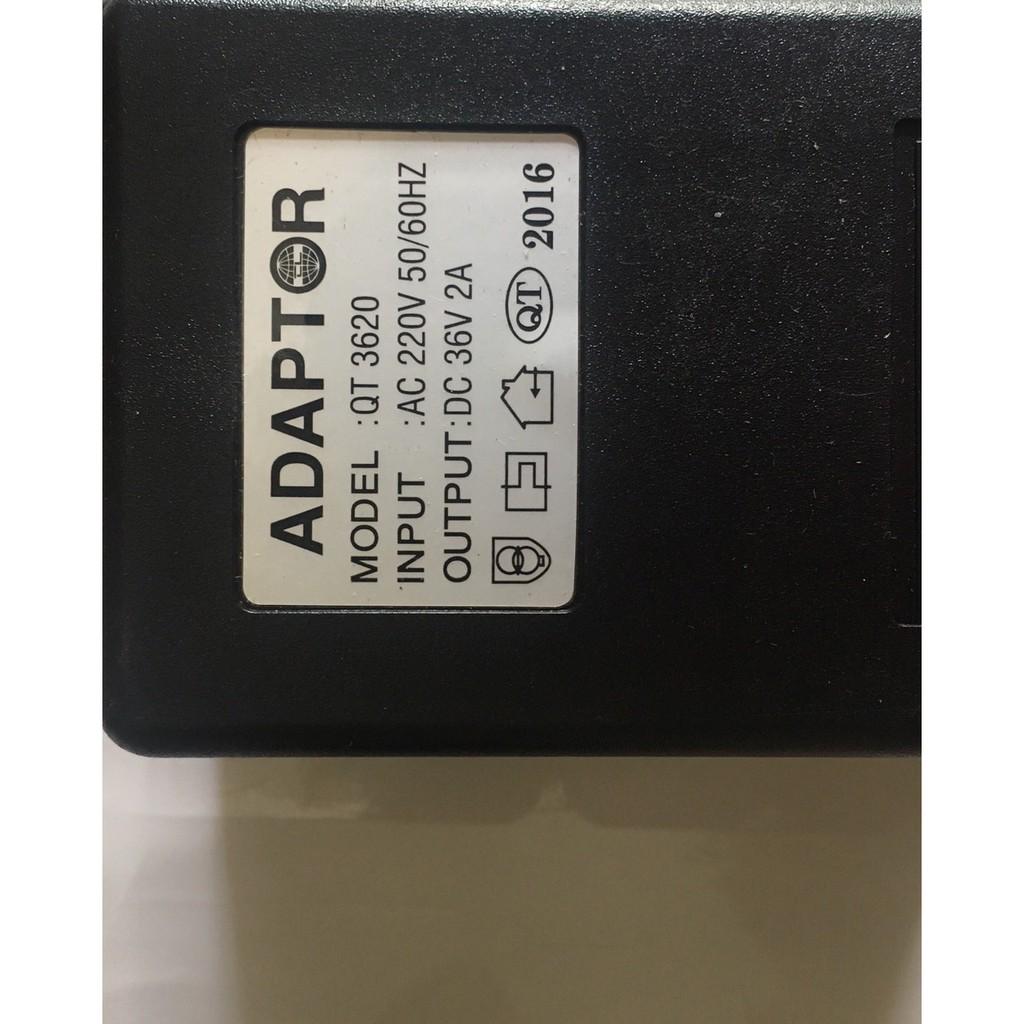 ADAPTOR
MODEL :QT 3620
INPUT :AC 220V 50/60HZ
OUTPUT:DC 36V 2A
QT 2016